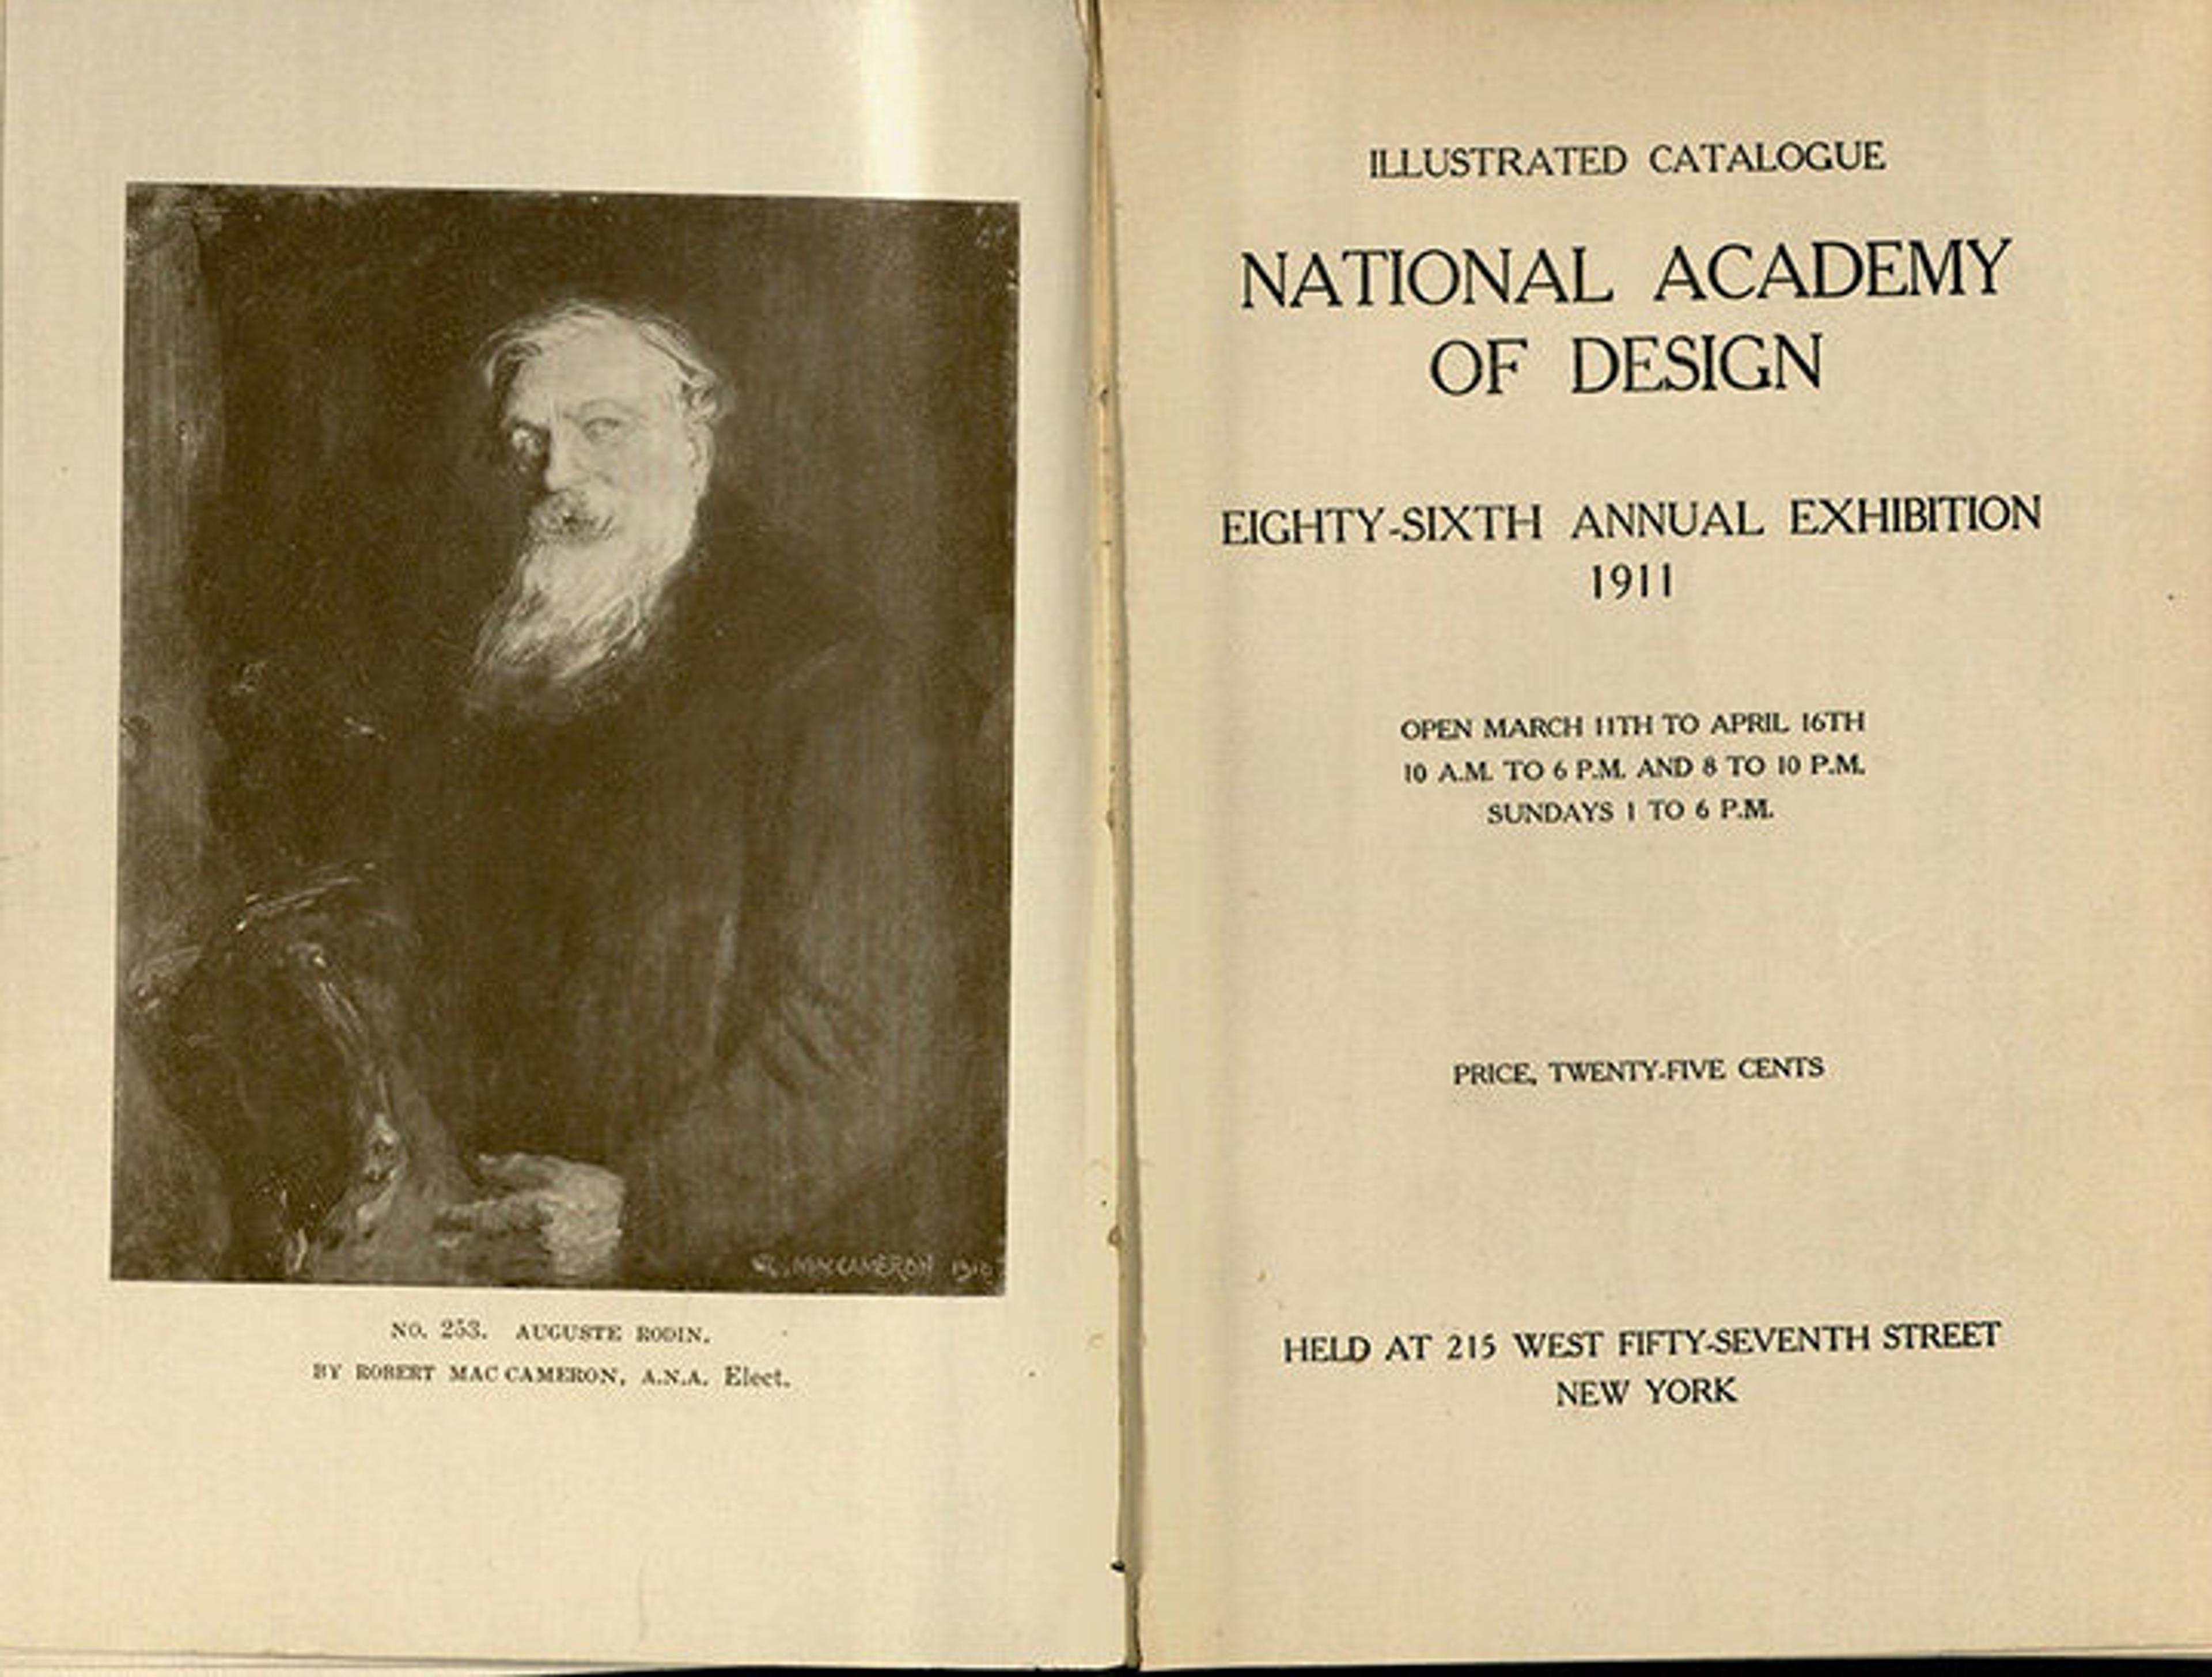 R. MACCAMERON 1910
NO. 253. AUGUSTE RODIN.
BY ROBERT MAC CAMERON, A.N.A. Elect.
ILLUSTRATED CATALOGUE
NATIONAL ACADEMY
OF DESIGN
EIGHTY-SIXTH ANNUAL EXHIBITION
1911
OPEN MARCH 11TH TO APRIL 16TH
10 A.M. TO 6 P.M. AND 8 TO 10 P.M.
SUNDAYS 1 TO 6 P.M.
PRICE, TWENTY-FIVE CENTS
HELD AT 215 WEST FIFTY-SEVENTH STREET
NEW YORK